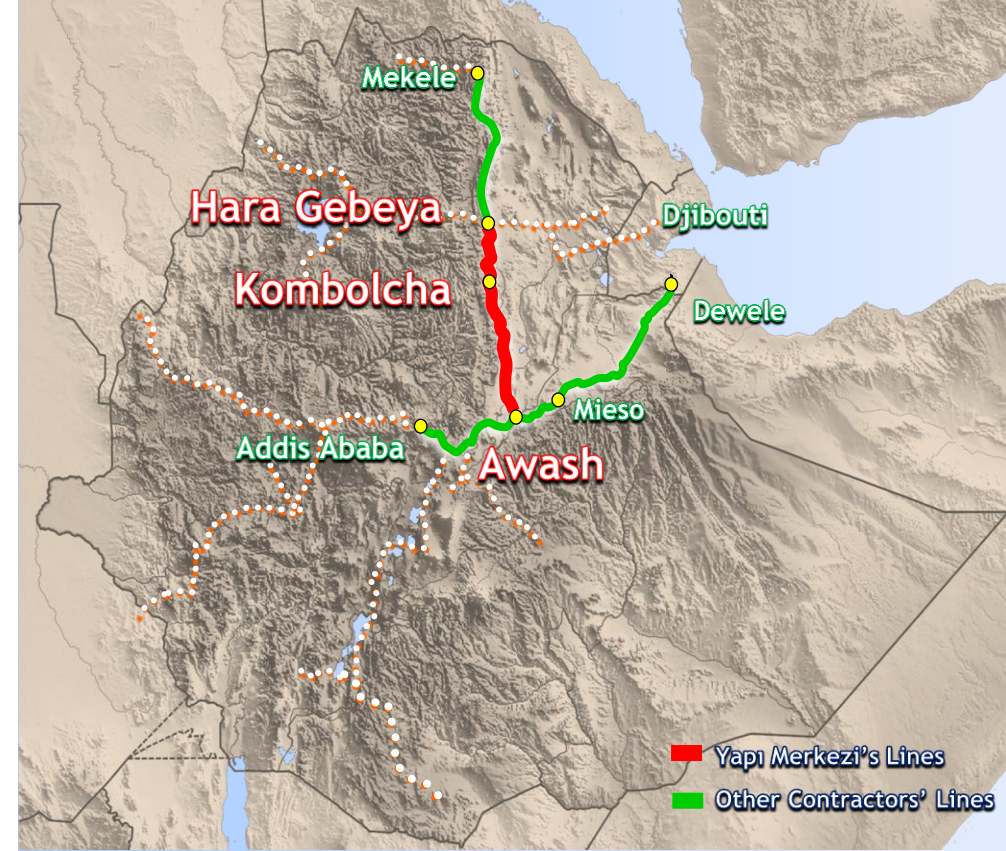 Mekele
Hara Gebeya
Djibouti
Kombolcha
Dewele
Mieso
Addis Ababa
Awash
Yapı Merkezi's Lines
Other Contractors' Lines